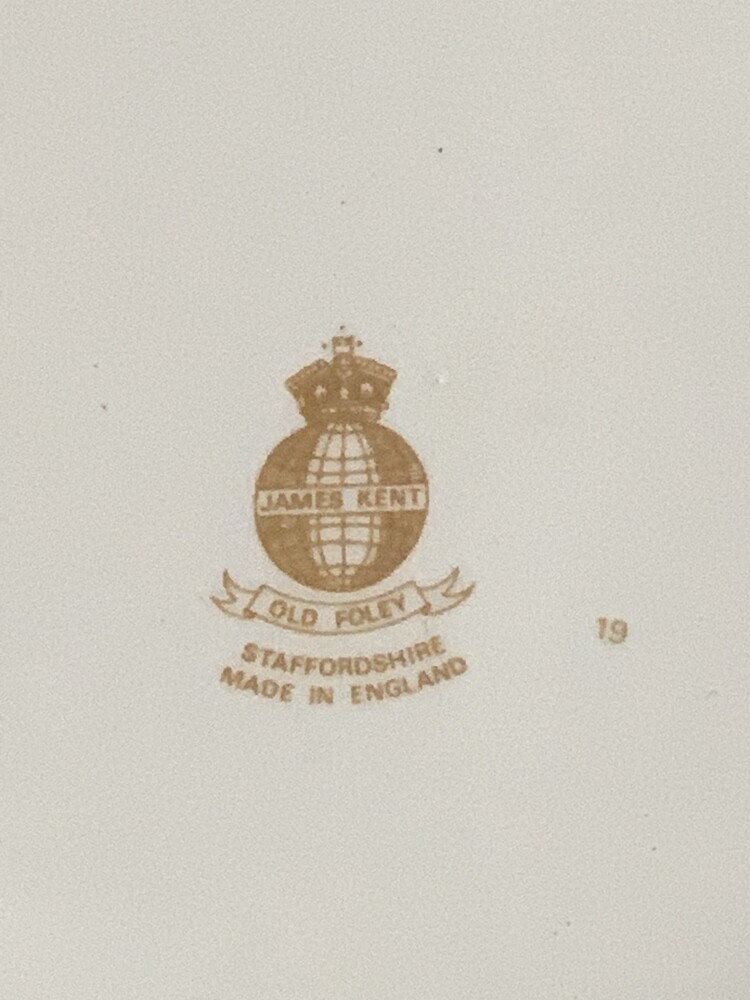 JAMES KENT
OLD FOLEY
STAFFORDSHIRE
MADE IN ENGLAND
19